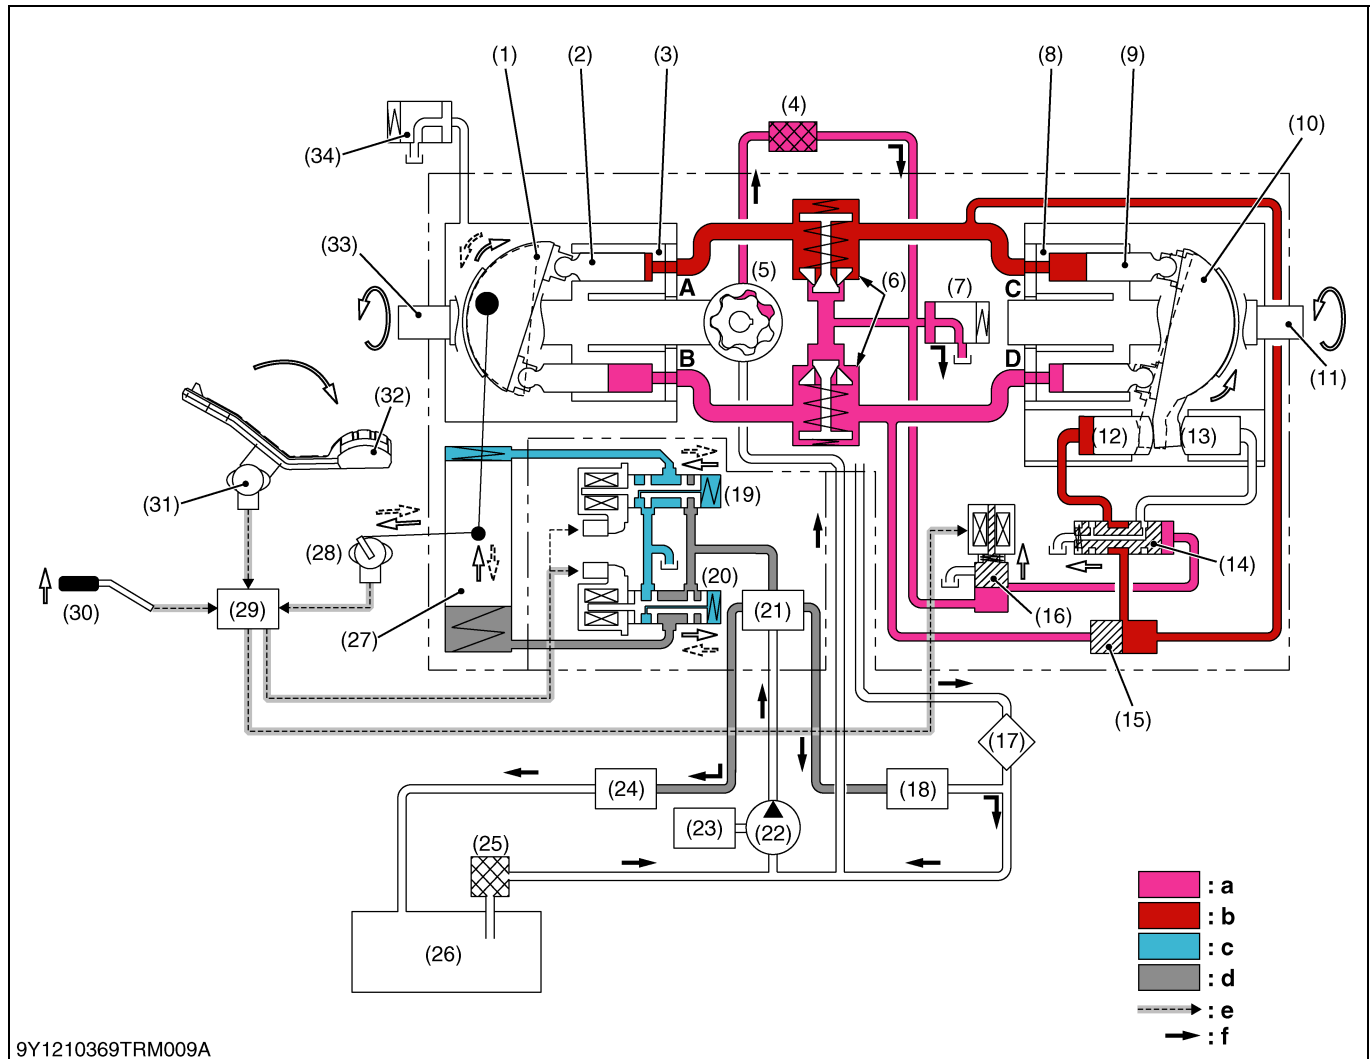 (1) (2) (3) (4) (8) (9) (10)
(34)
(33) A (5) (6) (7) C (11)
B D
(32) (12) (13)
(31) (19)
(28) (14)
(30) (29) (27) (20) (21) (16)
(15)
(17)
(24) (18)
(23) (22)
(25)
(26)
: a
: b
: c
: d
: e
: f
9Y1210369TRM009A